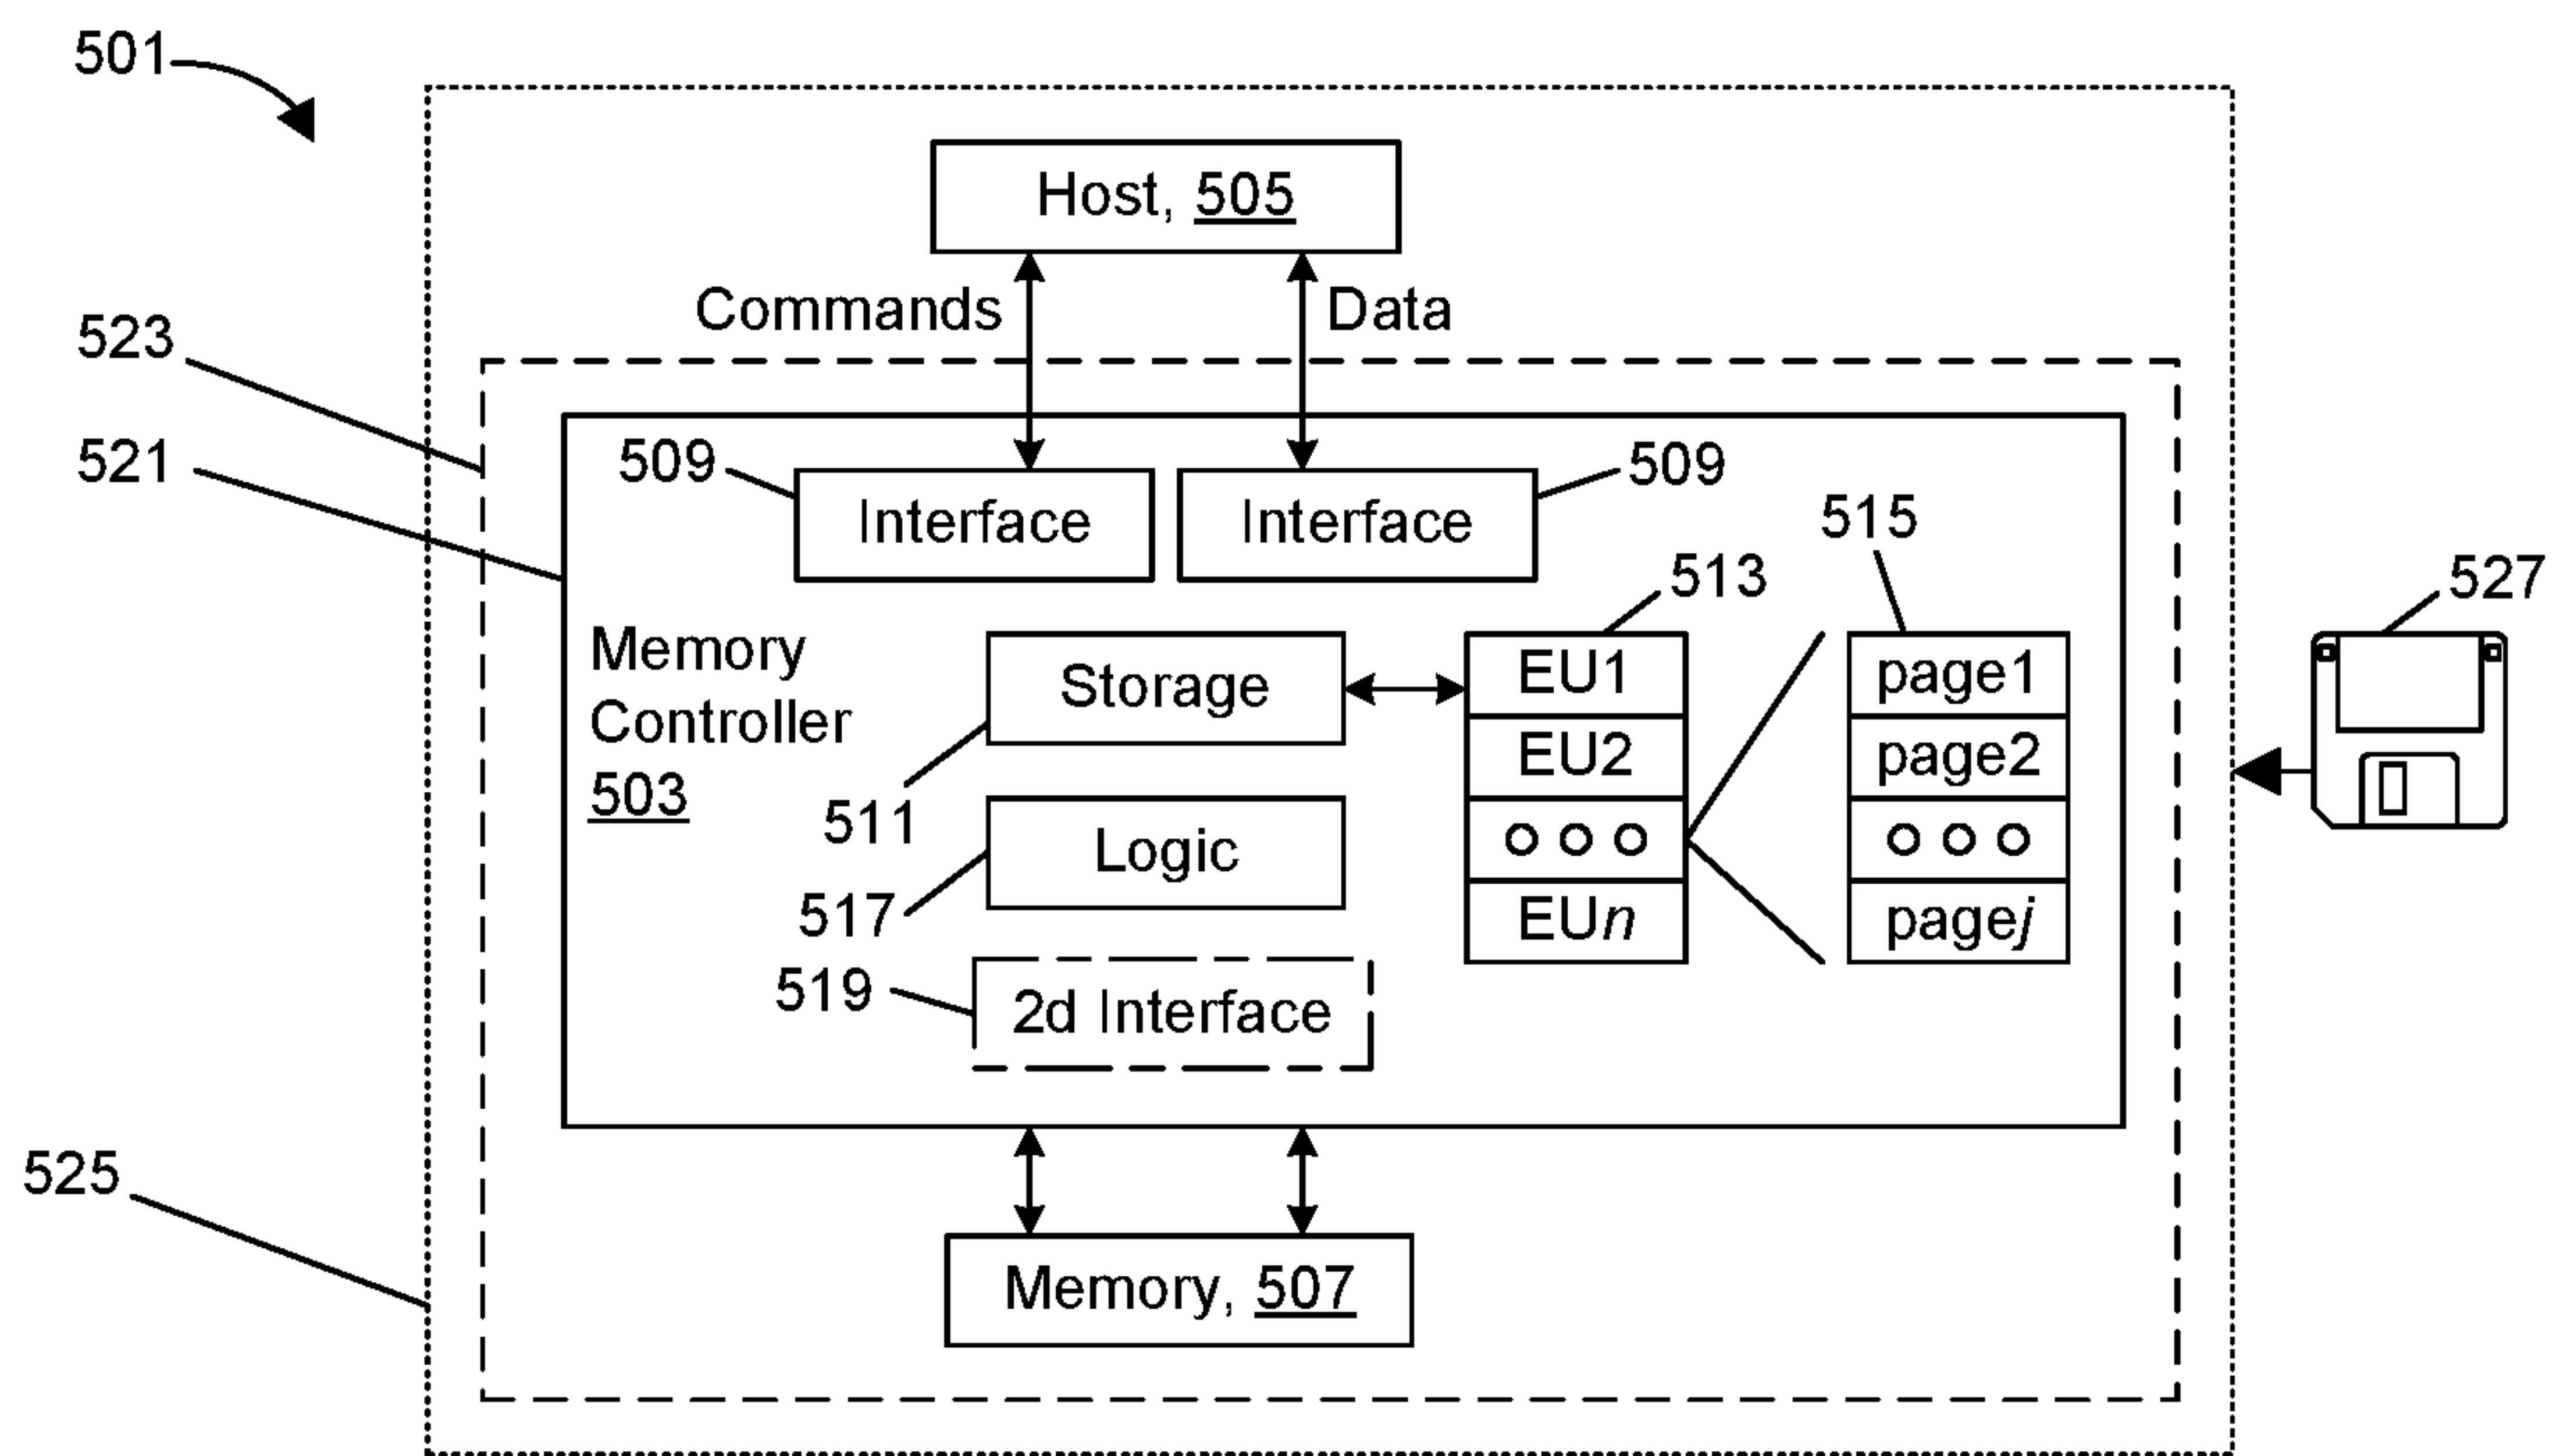 501
Host, 505
Commands
Data
523
521
509
Interface
Interface
509
515
513
527
Memory
Controller
503
Storage
511
Logic
517
519
2d Interface
EU1
EU2
EUn
page1
page2
pagej
525
Memory, 507